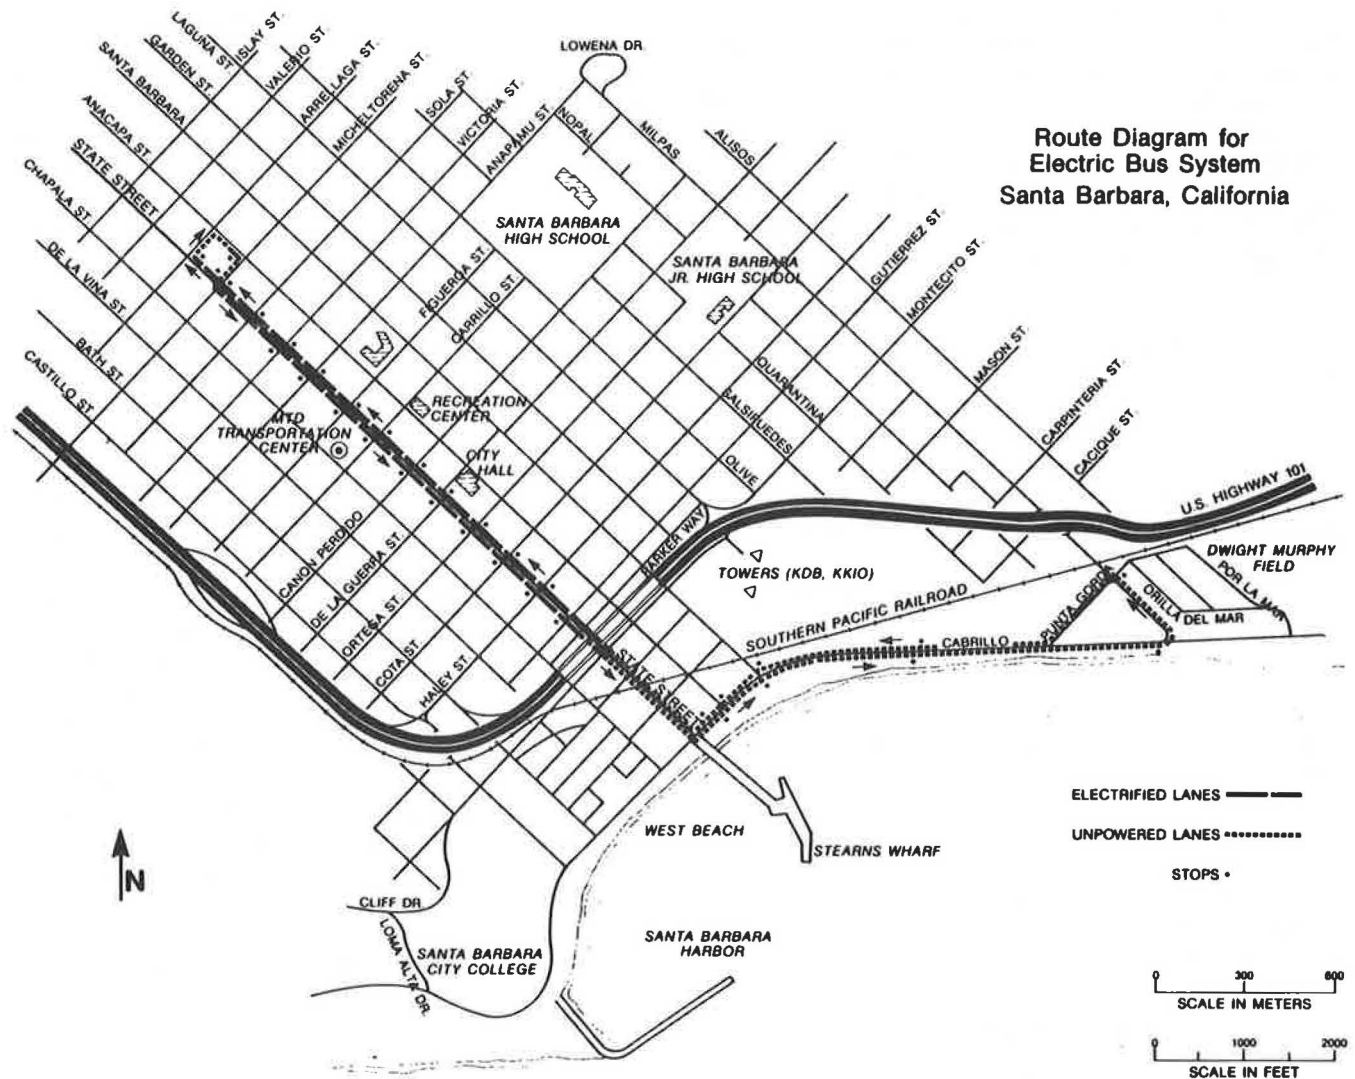 Route Diagram for
Electric Bus System
Santa Barbara, California
LOWENA DR.
LAGUNA ST.
ISLAY ST.
GARDEN ST.
VALERIO ST.
SANTA BARBARA
ARRELLAGA ST.
ANACAPA ST.
MICHELTORENA ST.
STATE STREET
SOLA ST.
CHAPALA ST.
VICTORIA ST.
DE LA VINA ST.
ANAPAMU ST.
BATH ST.
NOPAL
CASTILLO ST.
MILPAS
ALISOS
SANTA BARBARA
HIGH SCHOOL
SANTA BARBARA
JR. HIGH SCHOOL
FIGUEROA ST.
CARRILLO ST.
GUTIERREZ ST.
MONTECITO ST.
MASON ST.
CARPINTERIA ST.
CACIQUE ST.
QUARANTINA
SALSIPUEDES
OLIVE
RECREATION
CENTER
MTD
TRANSPORTATION
CENTER
CITY
HALL
CANON PERDIDO
DE LA GUERRA ST.
ORTEGA ST.
COTA ST.
HALEY ST.
PARKER WAY
U.S. HIGHWAY 101
TOWERS (KDB, KKIO)
SOUTHERN PACIFIC RAILROAD
DWIGHT MURPHY
FIELD
POR LA MAR
ORILLA
DEL MAR
PUNTA GORDA
CABRILLO
STATE STREET
WEST BEACH
STEARNS WHARF
ELECTRIFIED LANES
UNPOWERED LANES
STOPS
N
CLIFF DR.
LOMA ALTA DR.
SANTA BARBARA
CITY COLLEGE
SANTA BARBARA
HARBOR
0 300 600
SCALE IN METERS
0 1000 2000
SCALE IN FEET